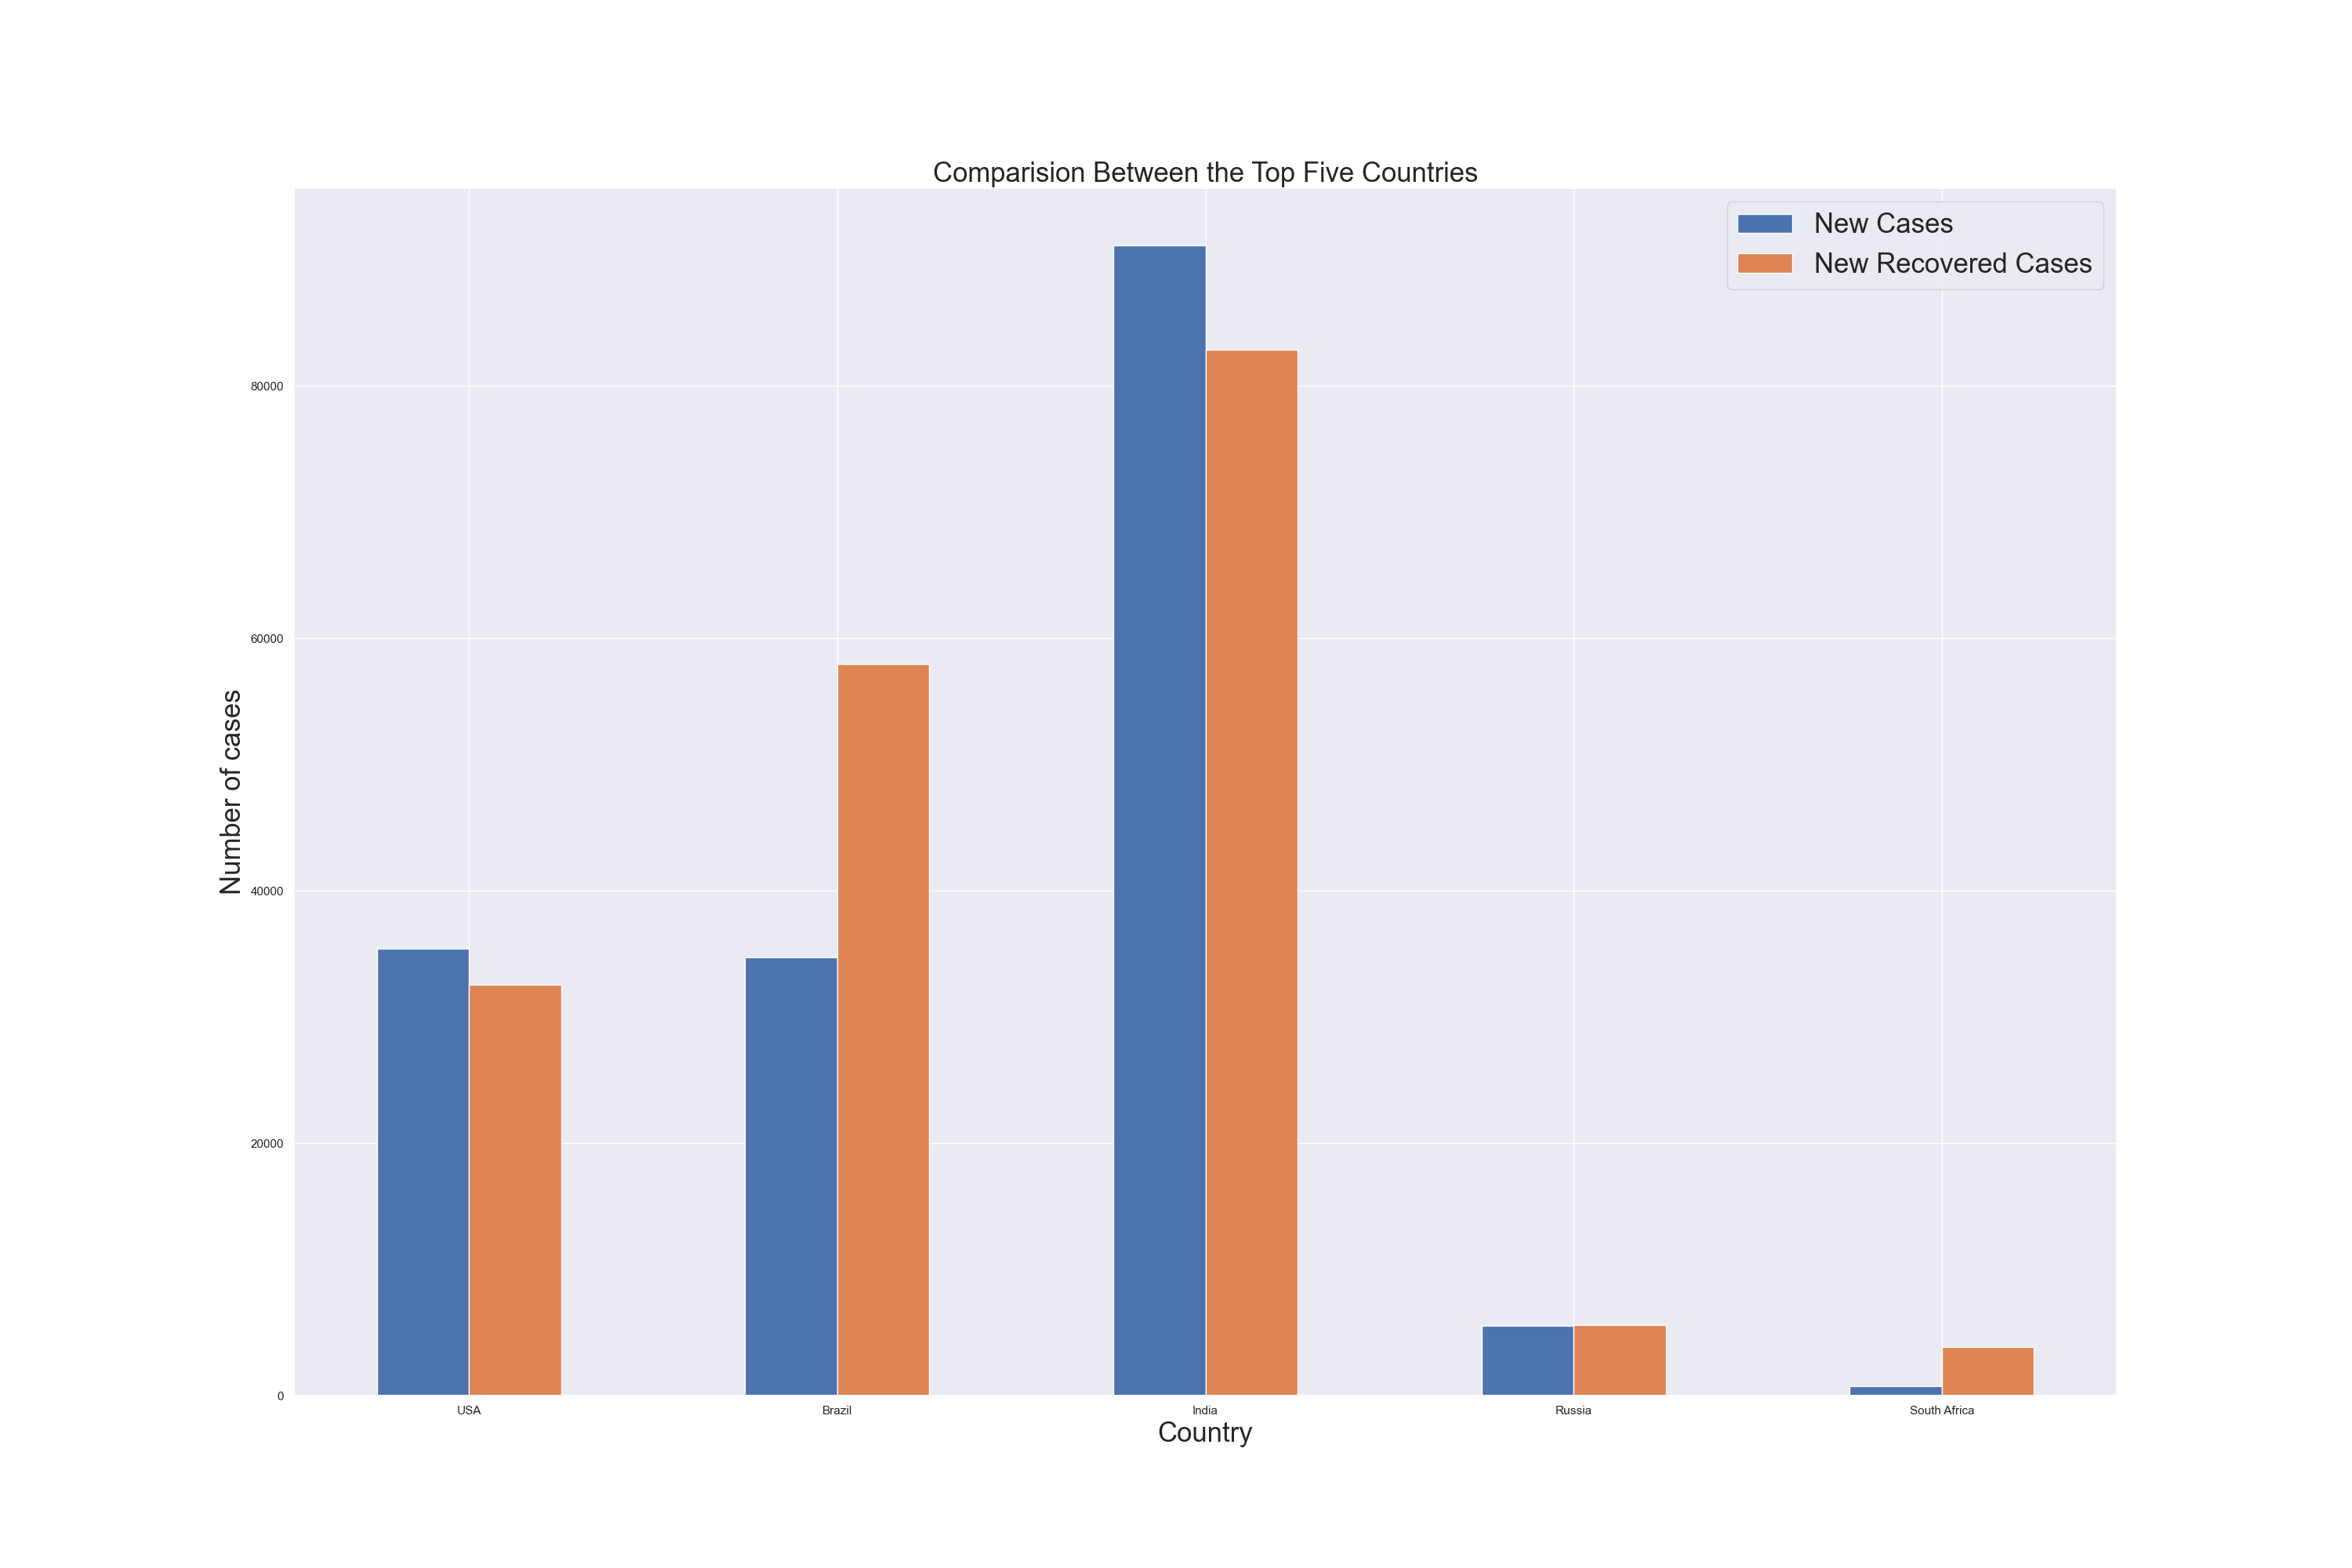 Comparision Between the Top Five Countries
New Cases
New Recovered Cases
Number of cases
80000
60000
40000
20000
0
USA
Brazil
India
Russia
South Africa
Country